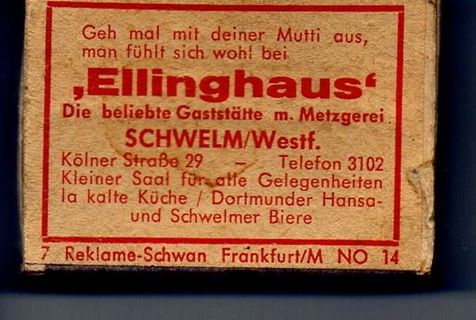 Geh mal mit deiner Mutti aus,
man fühlt sich wohl bei
‚Ellinghaus‘
Die beliebte Gaststätte m. Metzgerei
SCHWELM/Westf.
Kölner Straße 29 – Telefon 3102
Kleiner Saal für alle Gelegenheiten
Ia kalte Küche / Dortmunder Hansa-
und Schwelmer Biere
7 Reklame-Schwan Frankfurt/M NO 14